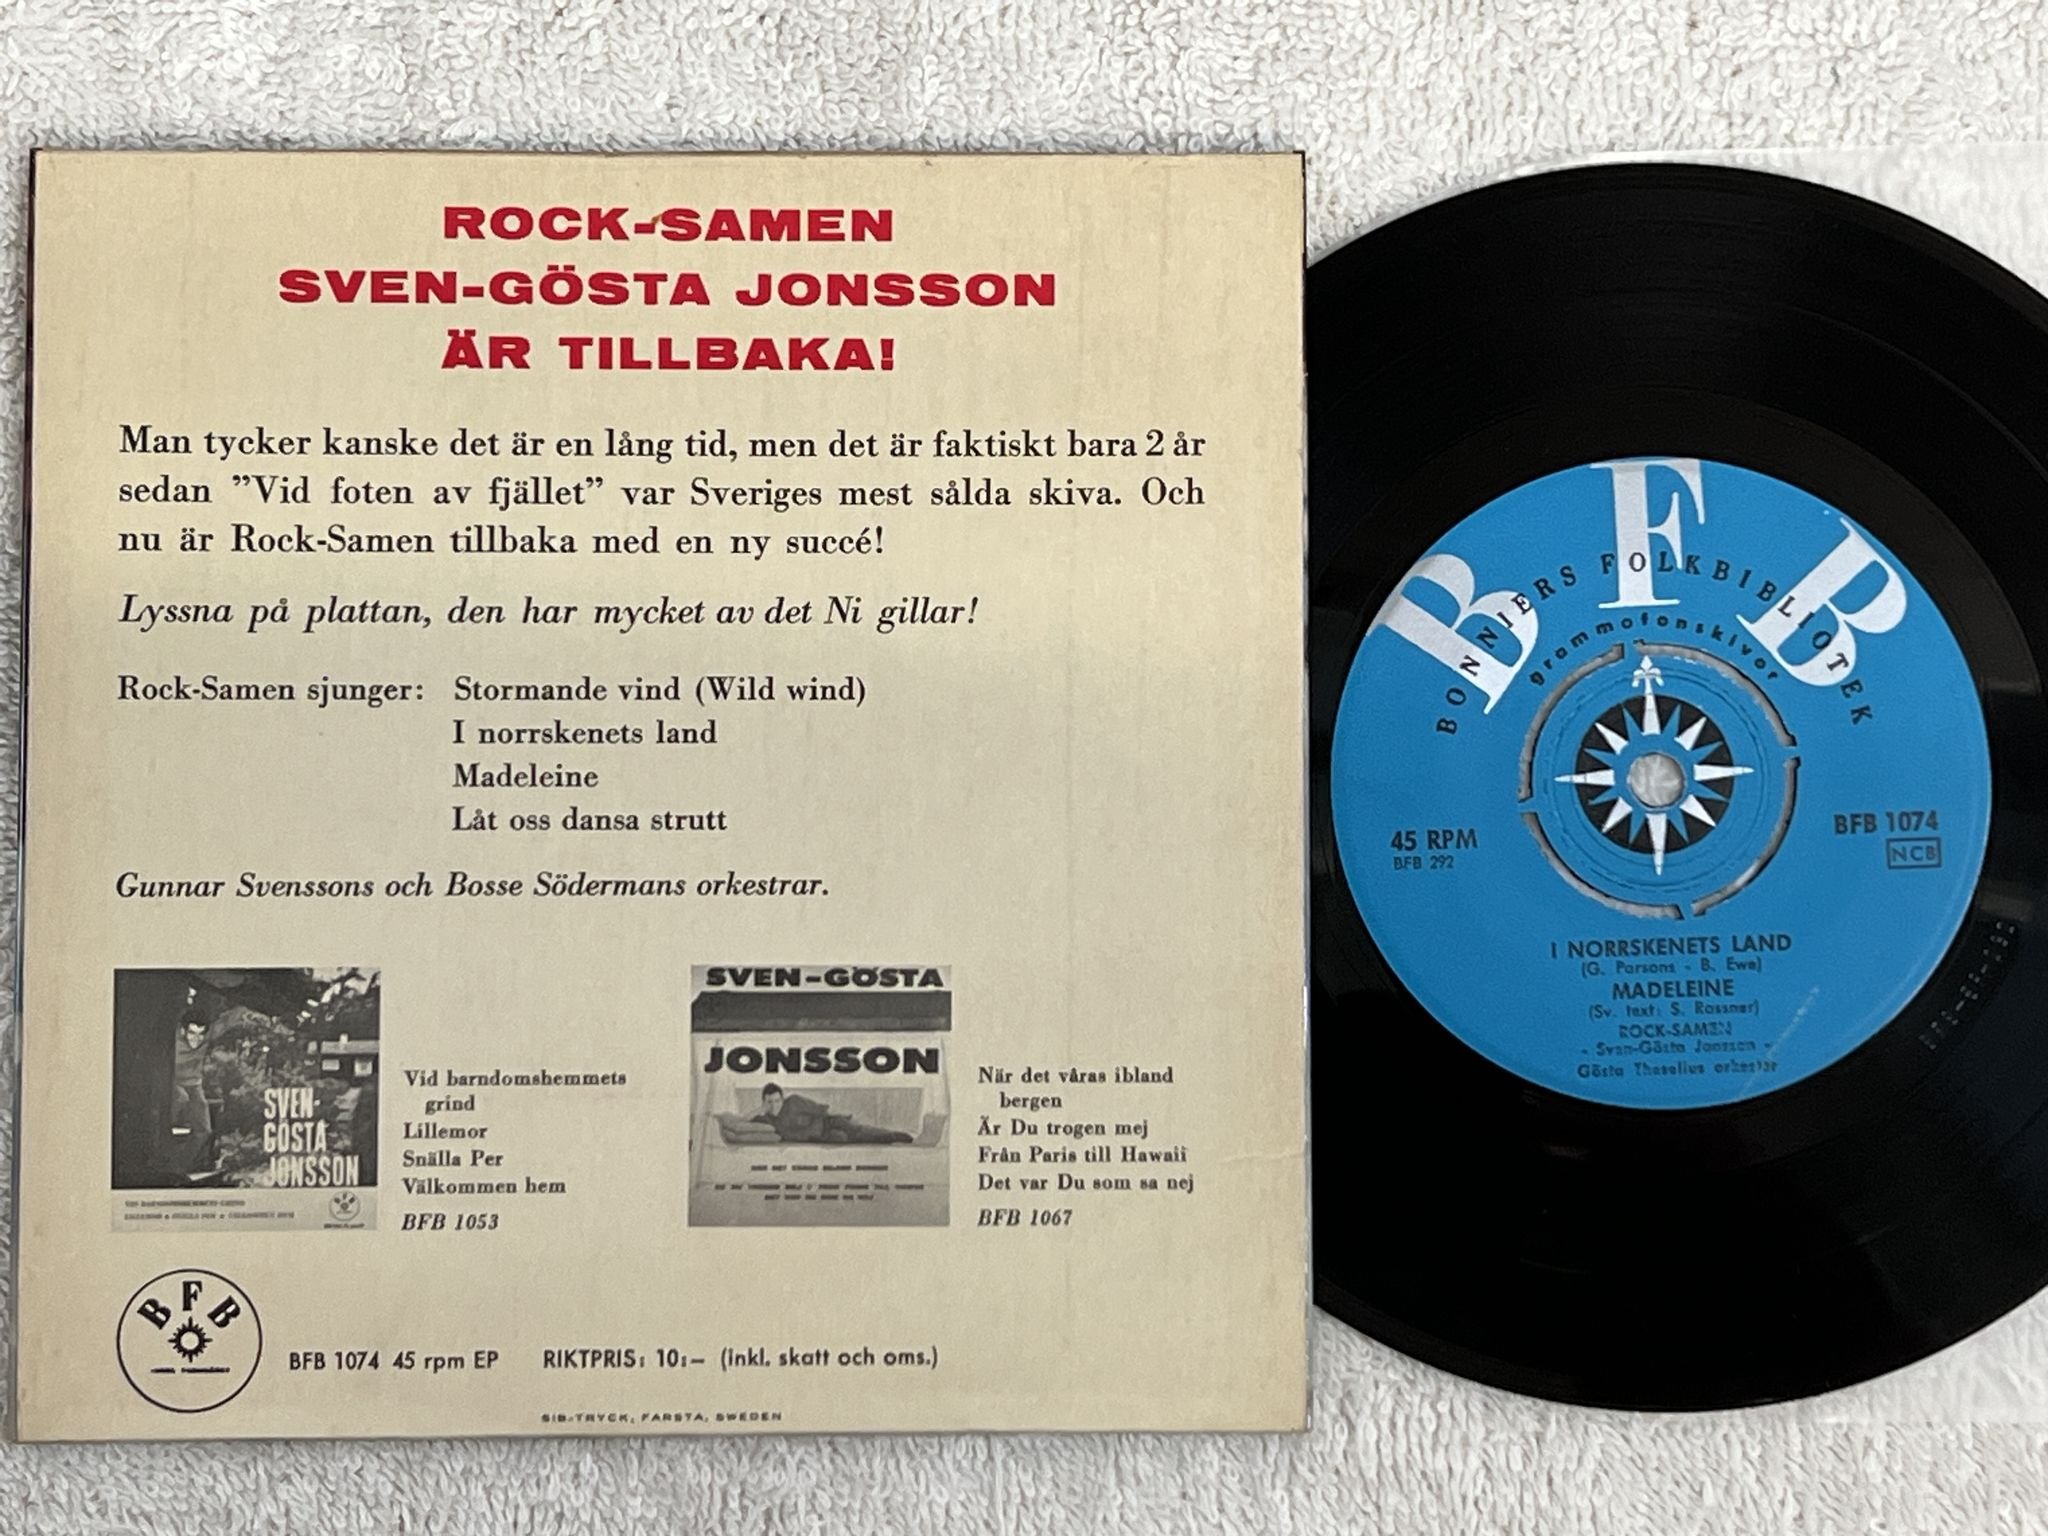 ROCK-SAMEN
SVEN-GÖSTA JONSSON
ÄR TILLBAKA!
Man tycker kanske det är en lång tid, men det är faktiskt bara 2 år
sedan ”Vid foten av fjället” var Sveriges mest sålda skiva. Och
nu är Rock-Samen tillbaka med en ny succé!
Lyssna på plattan, den har mycket av det Ni gillar!
Rock-Samen sjunger: Stormande vind (Wild wind)
I norrskenets land
Madeleine
Låt oss dansa strutt
Gunnar Svenssons och Bosse Södermans orkestrar.
SVEN-
GÖSTA
JONSSON
Vid barndomshemmets
grind
Lillemor
Snälla Per
Välkommen hem
BFB 1053
SVEN-GÖSTA
JONSSON
När det våras ibland
bergen
Är Du trogen mej
Från Paris till Hawaii
Det var Du som sa nej
BFB 1067
BFB
BFB 1074 45 rpm EP RIKTPRIS: 10:– (inkl. skatt och oms.)
SIB-TRYCK, FARSTA, SWEDEN
BFB
BONNIERS FOLKBIBLIOTEK
grammofonskivor
45 RPM
BFB 292
BFB 1074
NCB
I NORRSKENETS LAND
(G. Parsons - B. Ewe)
MADELEINE
(Sv. text: S. Rossner)
ROCK-SAMEN
- Sven-Gösta Jonsson -
Gösta Theselius orkester